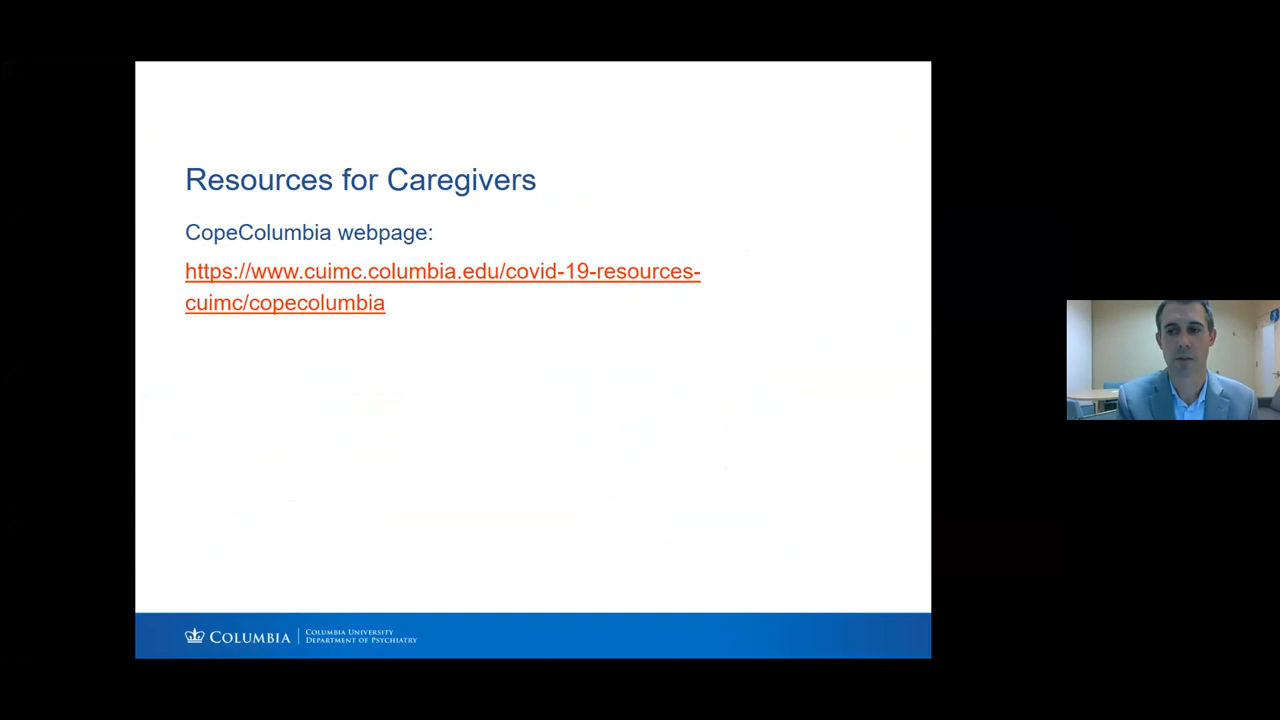 Resources for Caregivers
CopeColumbia webpage:
https://www.cuimc.columbia.edu/covid-19-resources-
cuimc/copecolumbia
COLUMBIA
COLUMBIA UNIVERSITY
DEPARTMENT OF PSYCHIATRY